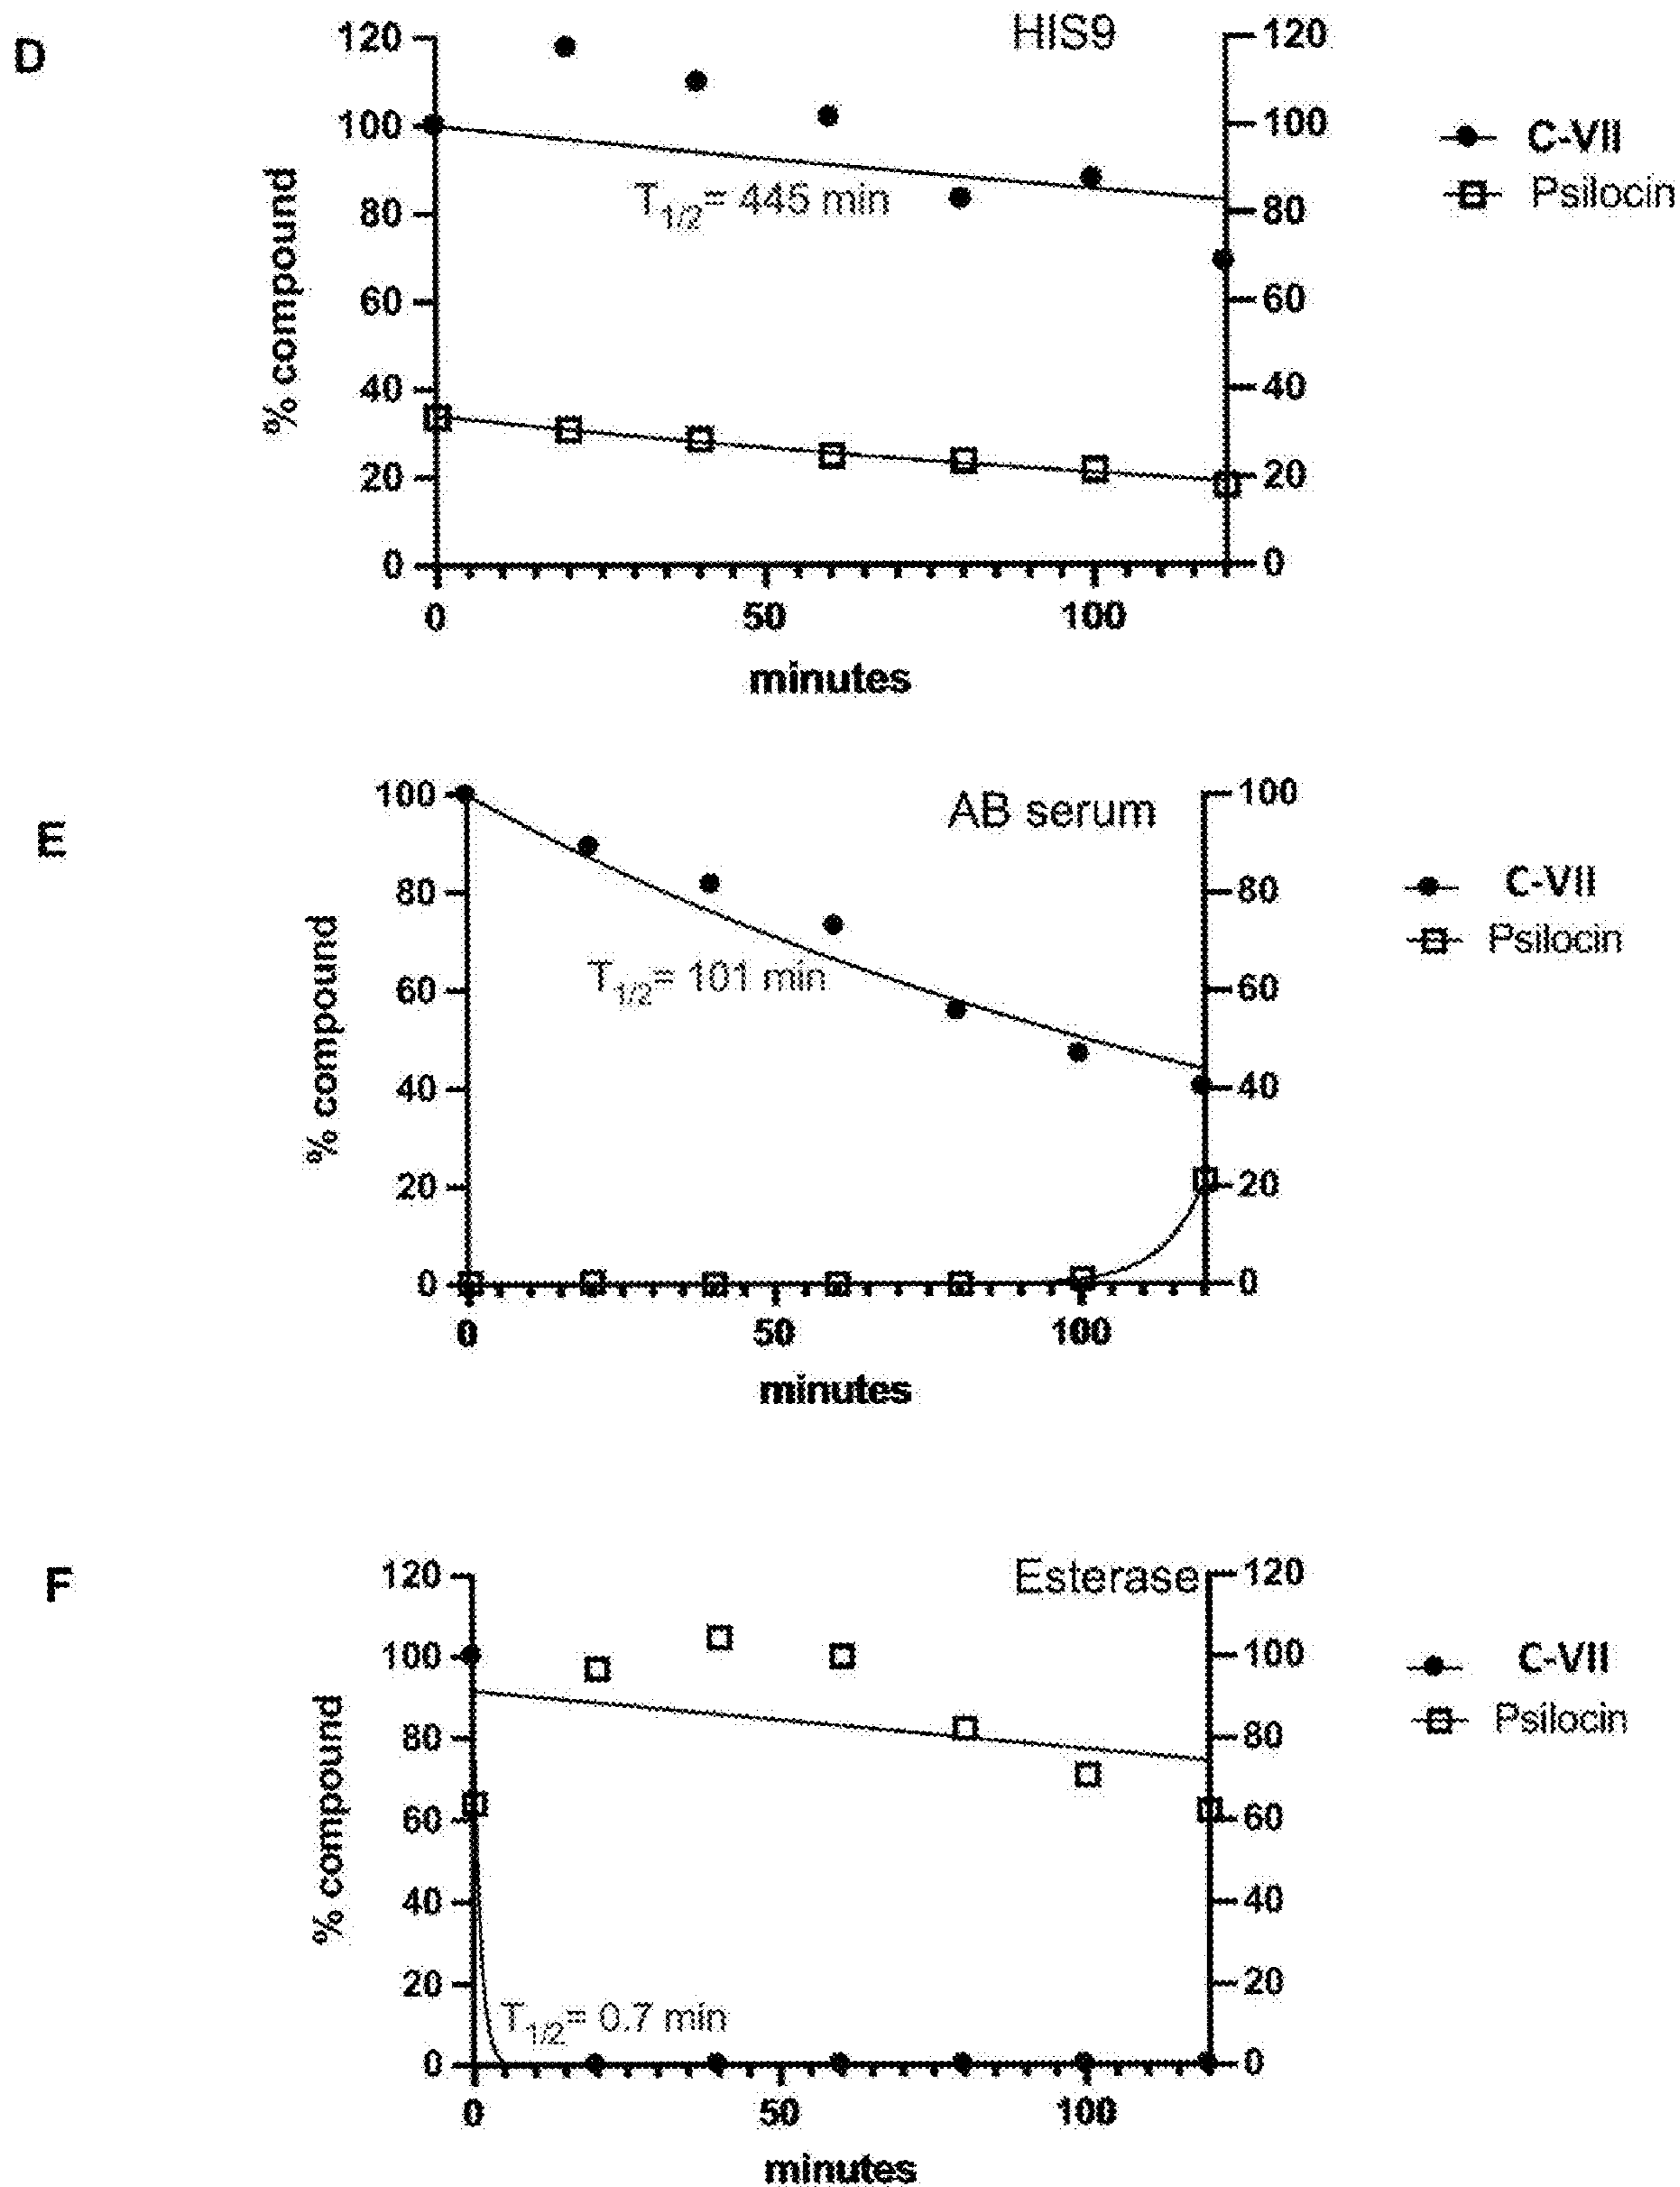 D
HIS9
120
100
80
60
40
20
0
% compound
T1/2= 445 min
120
100
80
60
40
20
0
C-VII
Psilocin
0 50 100
minutes
E
AB serum
100
80
60
40
20
0
% compound
T1/2= 101 min
100
80
60
40
20
0
C-VII
Psilocin
0 50 100
minutes
F
Esterase
120
100
80
60
40
20
0
% compound
T1/2= 0.7 min
120
100
80
60
40
20
0
C-VII
Psilocin
0 50 100
minutes